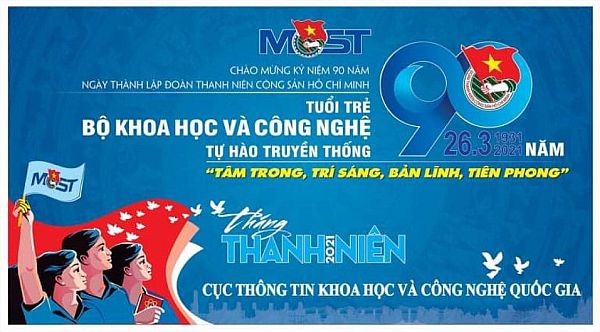 MOST
CHÀO MỪNG KỶ NIỆM 90 NĂM
NGÀY THÀNH LẬP ĐOÀN THANH NIÊN CỘNG SẢN HỒ CHÍ MINH
TUỔI TRẺ
BỘ KHOA HỌC VÀ CÔNG NGHỆ
TỰ HÀO TRUYỀN THỐNG
90
26.3 1931 2021 NĂM
"TÂM TRONG, TRÍ SÁNG, BẢN LĨNH, TIÊN PHONG"
MOST
Tháng
THANH NIÊN
2021
CỤC THÔNG TIN KHOA HỌC VÀ CÔNG NGHỆ QUỐC GIA